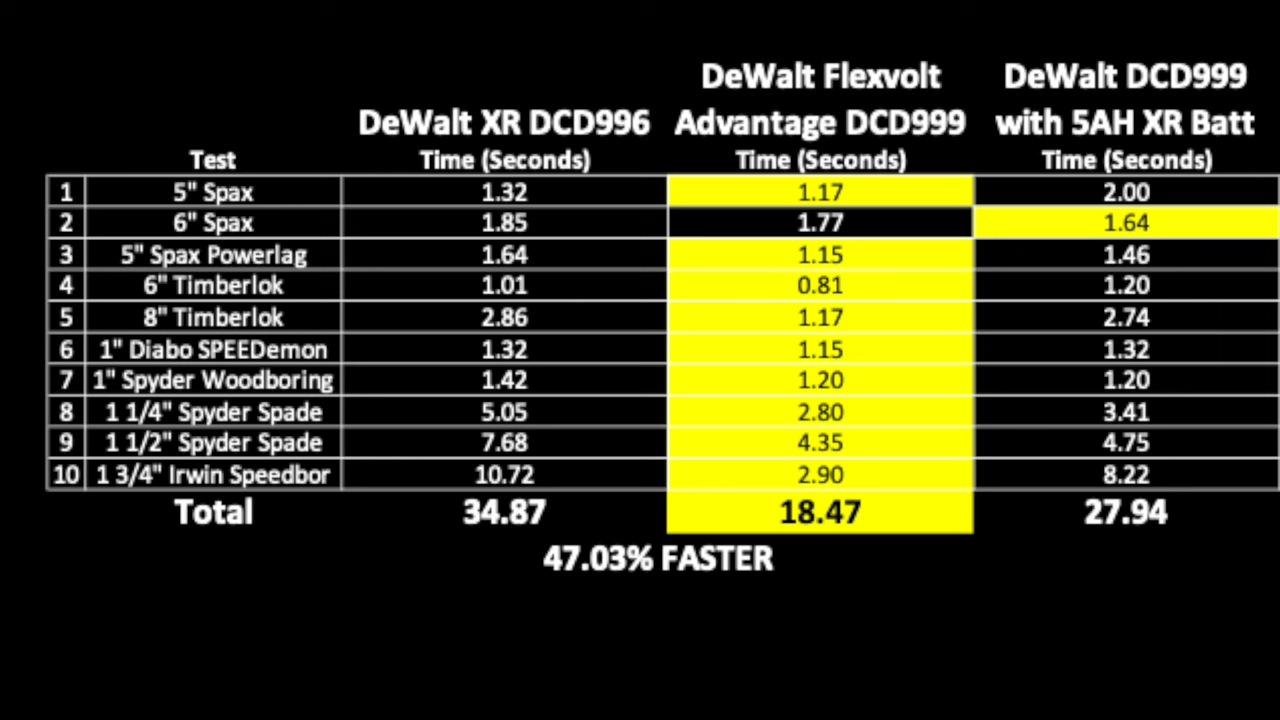 DeWalt Flexvolt DeWalt DCD999
DeWalt XR DCD996 Advantage DCD999 with 5AH XR Batt
Test Time (Seconds) Time (Seconds) Time (Seconds)
1 5" Spax 1.32 1.17 2.00
2 6" Spax 1.85 1.77 1.64
3 5" Spax Powerlag 1.64 1.15 1.46
4 6" Timberlok 1.01 0.81 1.20
5 8" Timberlok 2.86 1.17 2.74
6 1" Diabo SPEEDemon 1.32 1.15 1.32
7 1" Spyder Woodboring 1.42 1.20 1.20
8 1 1/4" Spyder Spade 5.05 2.80 3.41
9 1 1/2" Spyder Spade 7.68 4.35 4.75
10 1 3/4" Irwin Speedbor 10.72 2.90 8.22
Total 34.87 18.47 27.94
47.03% FASTER